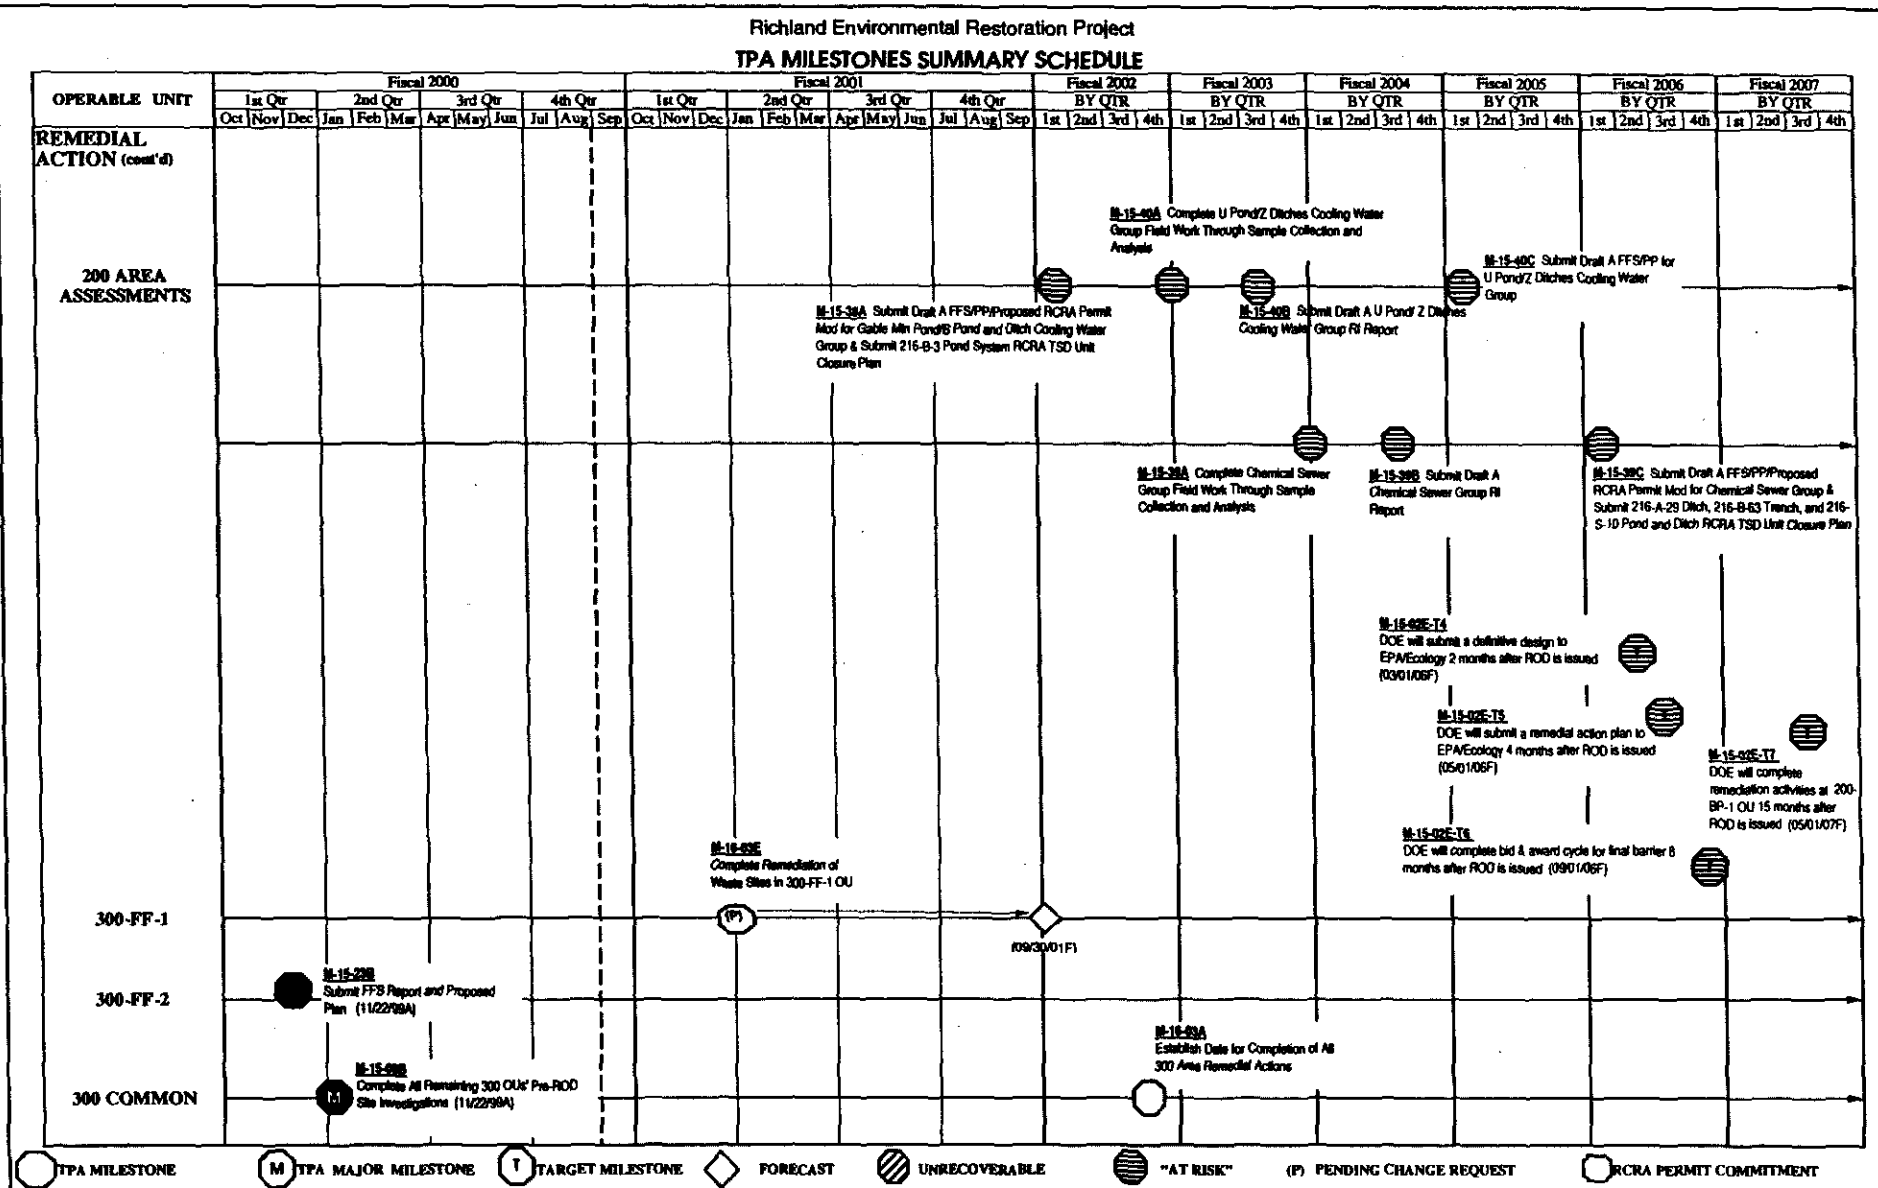 Richland Environmental Restoration Project
TPA MILESTONES SUMMARY SCHEDULE
OPERABLE UNIT
Fiscal 2000 Fiscal 2001 Fiscal 2002 Fiscal 2003 Fiscal 2004 Fiscal 2005 Fiscal 2006 Fiscal 2007
1st Qtr 2nd Qtr 3rd Qtr 4th Qtr 1st Qtr 2nd Qtr 3rd Qtr 4th Qtr BY QTR BY QTR BY QTR BY QTR BY QTR BY QTR
Oct Nov Dec Jan Feb Mar Apr May Jun Jul Aug Sep Oct Nov Dec Jan Feb Mar Apr May Jun Jul Aug Sep 1st 2nd 3rd 4th 1st 2nd 3rd 4th 1st 2nd 3rd 4th 1st 2nd 3rd 4th 1st 2nd 3rd 4th 1st 2nd 3rd 4th
REMEDIAL
ACTION (cont'd)
M-15-40A Complete U Pond/Z Ditches Cooling Water
Group Field Work Through Sample Collection and
Analysis
200 AREA
ASSESSMENTS
M-15-40C Submit Draft A FFS/PP for
U Pond/Z Ditches Cooling Water
Group
M-15-38A Submit Draft A FFS/PP/Proposed RCRA Permit
Mod for Gable Mtn Pond/B Pond and Ditch Cooling Water
Group & Submit 216-B-3 Pond System RCRA TSD Unit
Closure Plan
M-15-40B Submit Draft A U Pond/ Z Ditches
Cooling Water Group RI Report
M-15-39A Complete Chemical Sewer
Group Field Work Through Sample
Collection and Analysis
M-15-39B Submit Draft A
Chemical Sewer Group RI
Report
M-15-39C Submit Draft A FFS/PP/Proposed
RCRA Permit Mod for Chemical Sewer Group &
Submit 216-A-29 Ditch, 216-B-63 Trench, and 216-
S-10 Pond and Ditch RCRA TSD Unit Closure Plan
M-15-02E-T4
DOE will submit a definitive design to
EPA/Ecology 2 months after ROD is issued
(03/01/06F)
T
M-15-02E-T5
DOE will submit a remedial action plan to
EPA/Ecology 4 months after ROD is issued
(05/01/06F)
T
T
M-15-02E-T7
DOE will complete
remediation activities at 200-
BP-1 OU 15 months after
ROD is issued (05/01/07F)
M-15-02E-T6
DOE will complete bid & award cycle for final barrier 8
months after ROD is issued (09/01/06F)
T
M-16-03E
Complete Remediation of
Waste Sites in 300-FF-1 OU
300-FF-1
(P)
(09/30/01F)
300-FF-2
M-15-23B
Submit FFS Report and Proposed
Plan (11/22/99A)
M-16-03A
Establish Date for Completion of All
300 Area Remedial Actions
300 COMMON
M
M-15-00B
Complete All Remaining 300 OUs' Pre-ROD
Site Investigations (11/22/99A)
TPA MILESTONE M TPA MAJOR MILESTONE T TARGET MILESTONE FORECAST UNRECOVERABLE "AT RISK" (P) PENDING CHANGE REQUEST RCRA PERMIT COMMITMENT